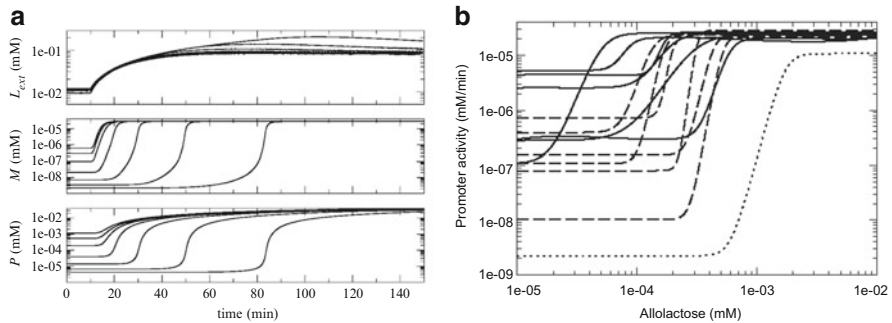 a
L_ext (mM)
1e-01
1e-02
M (mM)
1e-05
1e-06
1e-07
1e-08
P (mM)
1e-02
1e-03
1e-04
1e-05
0 20 40 60 80 100 120 140
time (min)
b
Promoter activity (mM/min)
1e-05
1e-06
1e-07
1e-08
1e-09
1e-05 1e-04 1e-03 1e-02
Allolactose (mM)